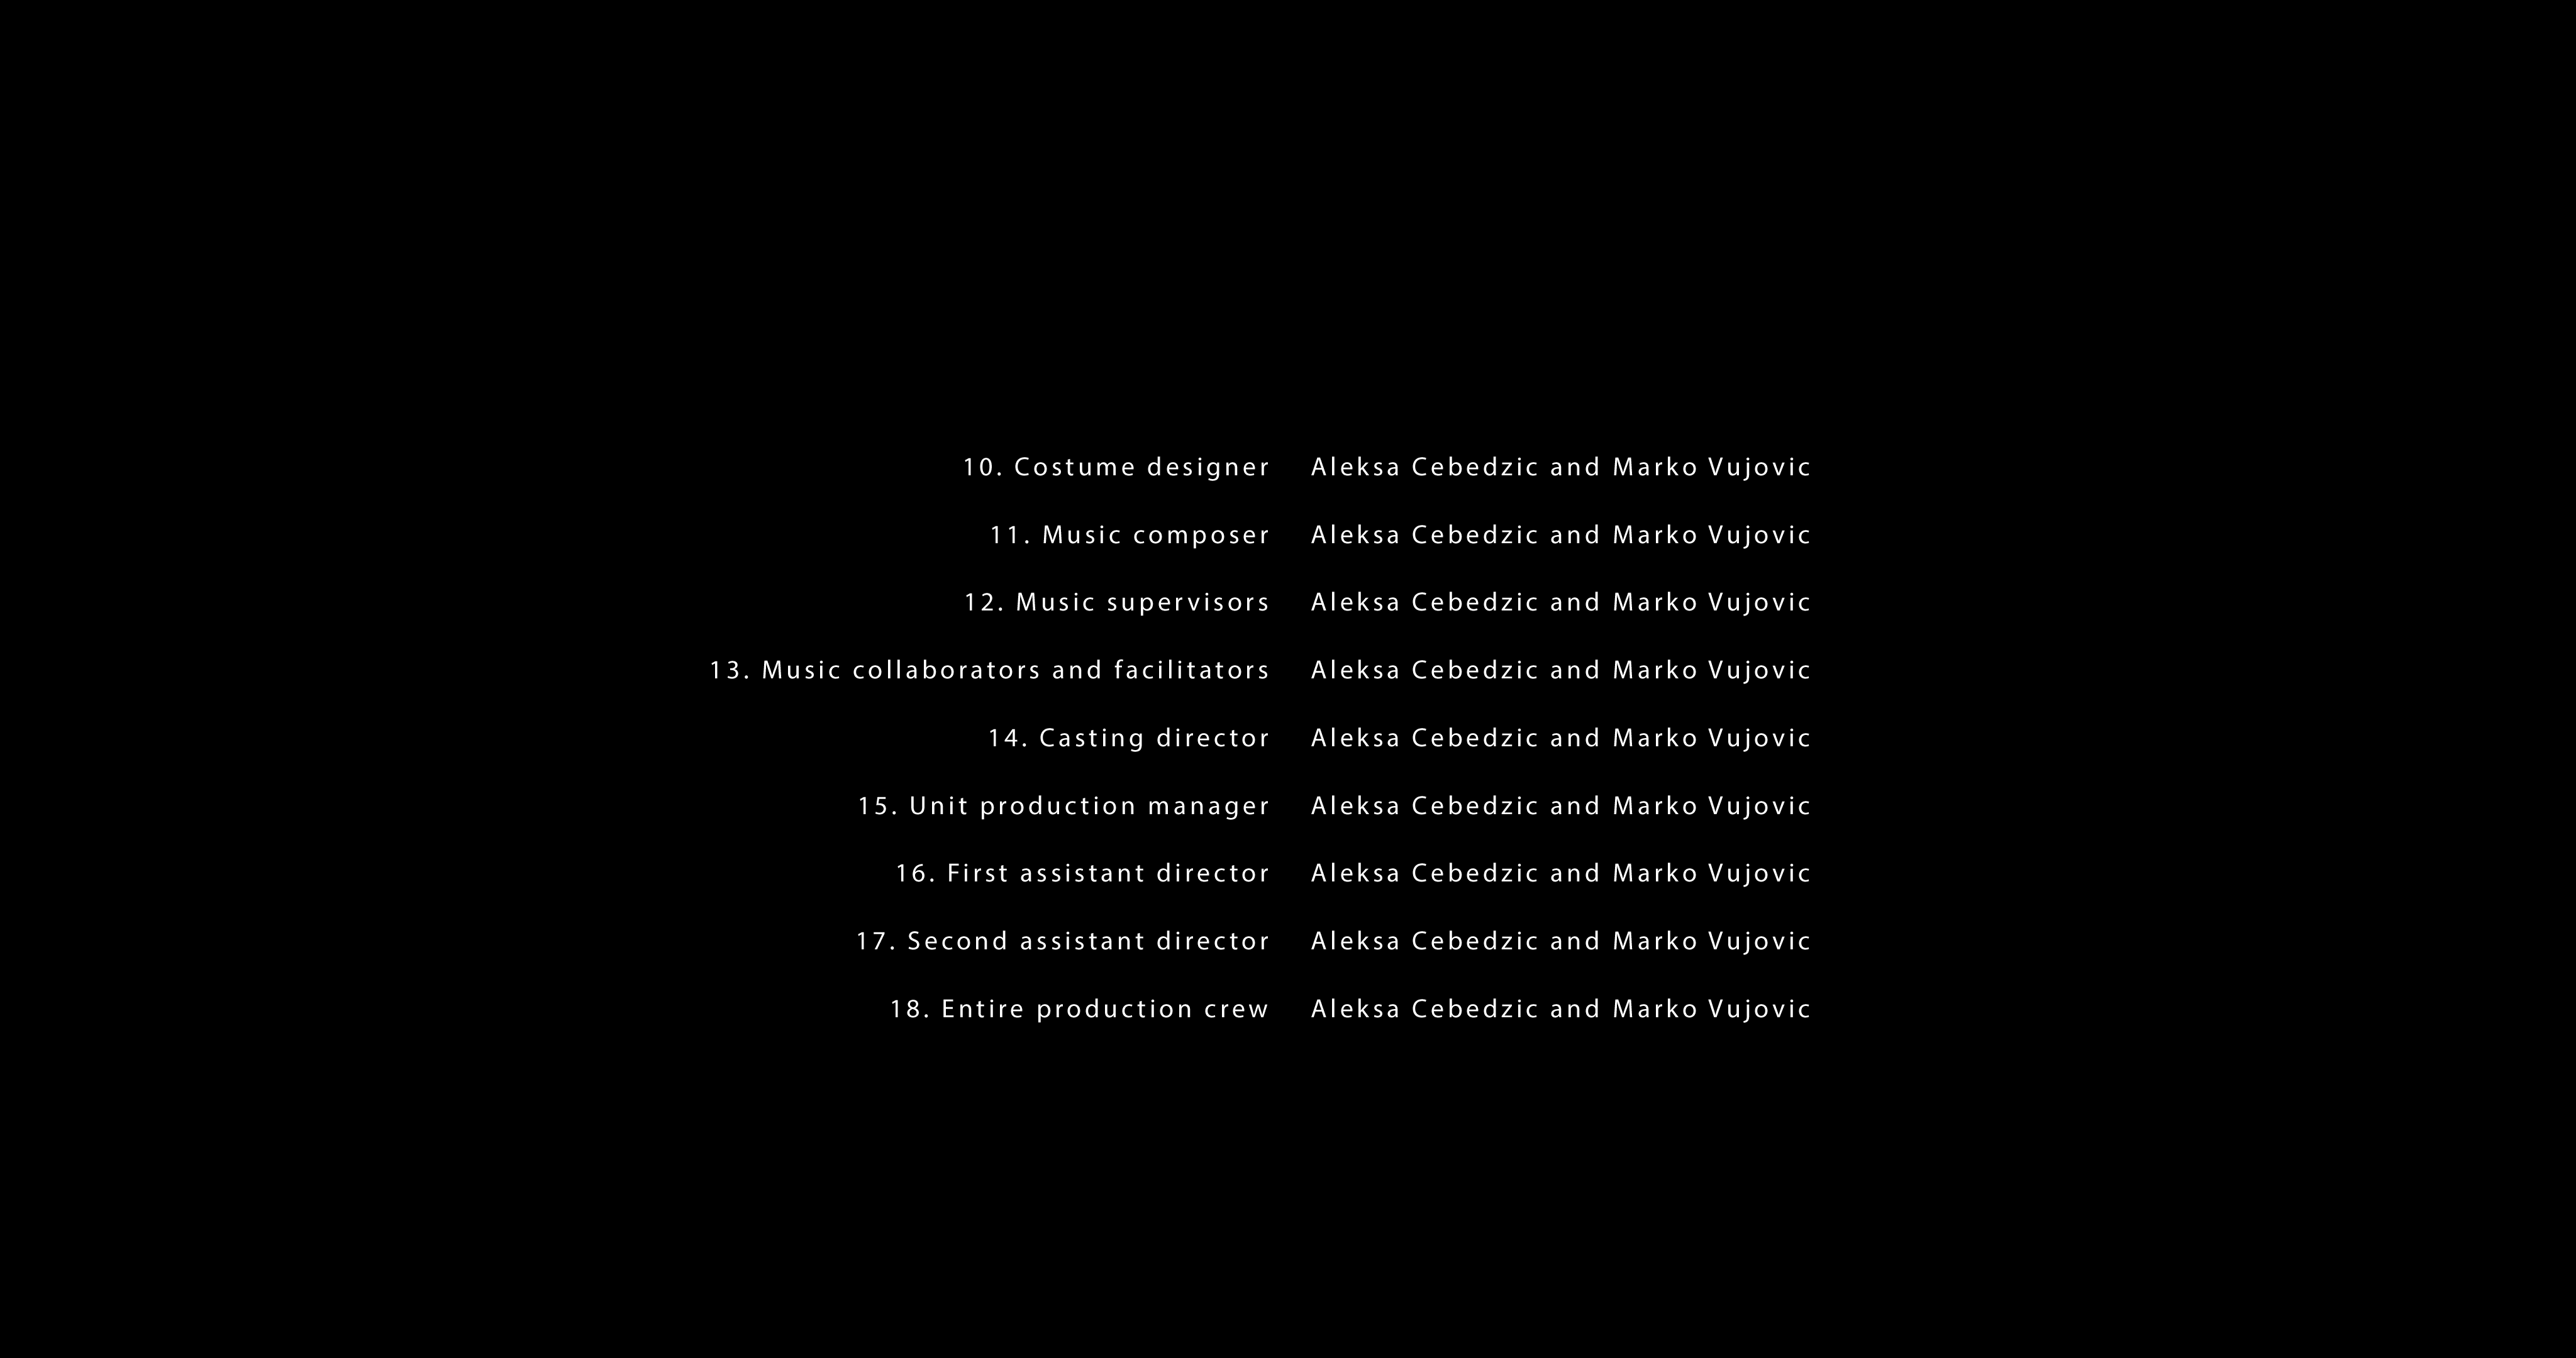 10. Costume designer Aleksa Cebedzic and Marko Vujovic
11. Music composer Aleksa Cebedzic and Marko Vujovic
12. Music supervisors Aleksa Cebedzic and Marko Vujovic
13. Music collaborators and facilitators Aleksa Cebedzic and Marko Vujovic
14. Casting director Aleksa Cebedzic and Marko Vujovic
15. Unit production manager Aleksa Cebedzic and Marko Vujovic
16. First assistant director Aleksa Cebedzic and Marko Vujovic
17. Second assistant director Aleksa Cebedzic and Marko Vujovic
18. Entire production crew Aleksa Cebedzic and Marko Vujovic